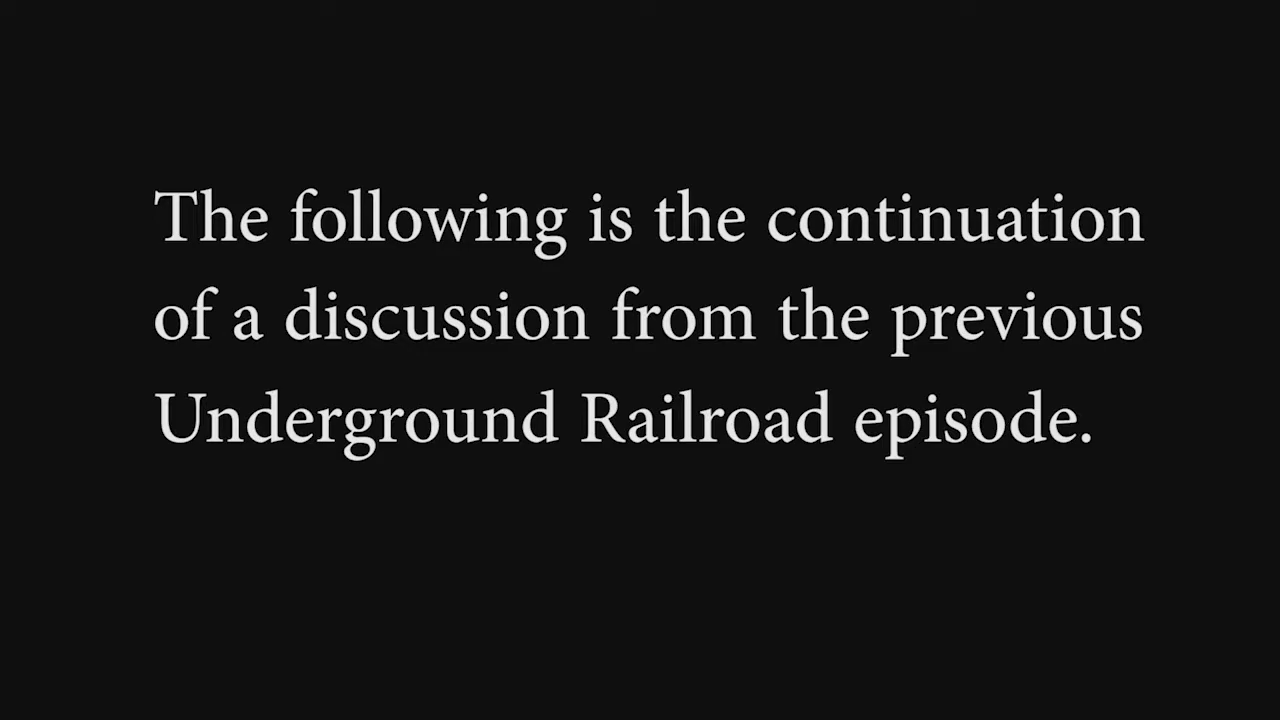 The following is the continuation
of a discussion from the previous
Underground Railroad episode.